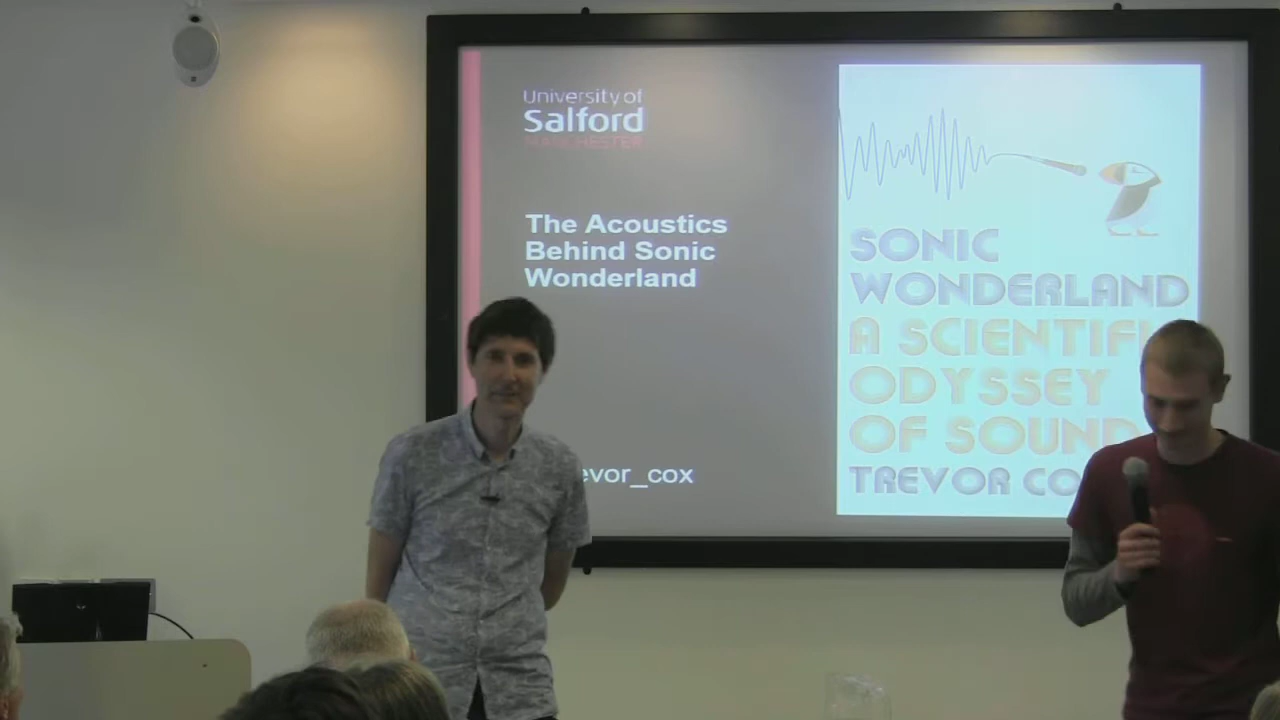 University of
Salford
MANCHESTER
The Acoustics
Behind Sonic
Wonderland
evor_cox
SONIC
WONDERLAND
A SCIENTIFI
ODYSSEY
OF SOUND
TREVOR CO